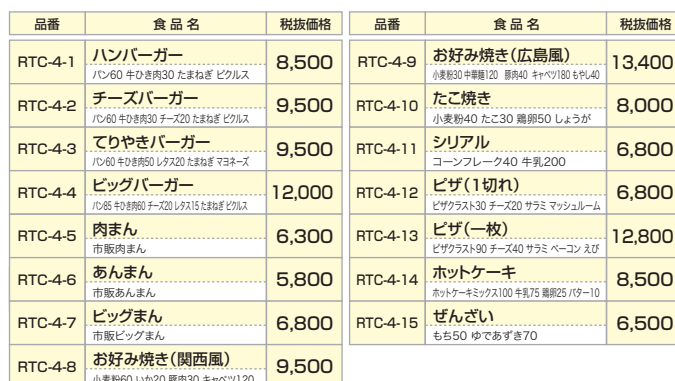 品番 食品名 税抜価格
RTC-4-1 ハンバーガー 8,500
パン60 牛ひき肉30 たまねぎ ピクルス
RTC-4-2 チーズバーガー 9,500
パン60 牛ひき肉30 チーズ20 たまねぎ ピクルス
RTC-4-3 てりやきバーガー 9,500
パン60 牛ひき肉50 レタス20 たまねぎ マヨネーズ
RTC-4-4 ビッグバーガー 12,000
パン85 牛ひき肉60 チーズ20 レタス15 たまねぎ ピクルス
RTC-4-5 肉まん 6,300
市販肉まん
RTC-4-6 あんまん 5,800
市販あんまん
RTC-4-7 ビッグまん 6,800
市販ビッグまん
RTC-4-8 お好み焼き(関西風) 9,500
小麦粉60 いか20 豚肉30 キャベツ120
品番 食品名 税抜価格
RTC-4-9 お好み焼き(広島風) 13,400
小麦粉30 中華麺120 豚肉40 キャベツ180 もやし40
RTC-4-10 たこ焼き 8,000
小麦粉40 たこ30 鶏卵50 しょうが
RTC-4-11 シリアル 6,800
コーンフレーク40 牛乳200
RTC-4-12 ピザ(1切れ) 6,800
ピザクラスト30 チーズ20 サラミ マッシュルーム
RTC-4-13 ピザ(一枚) 12,800
ピザクラスト90 チーズ40 サラミ ベーコン えび
RTC-4-14 ホットケーキ 8,500
ホットケーキミックス100 牛乳75 鶏卵25 バター10
RTC-4-15 ぜんざい 6,500
もち50 ゆであずき70